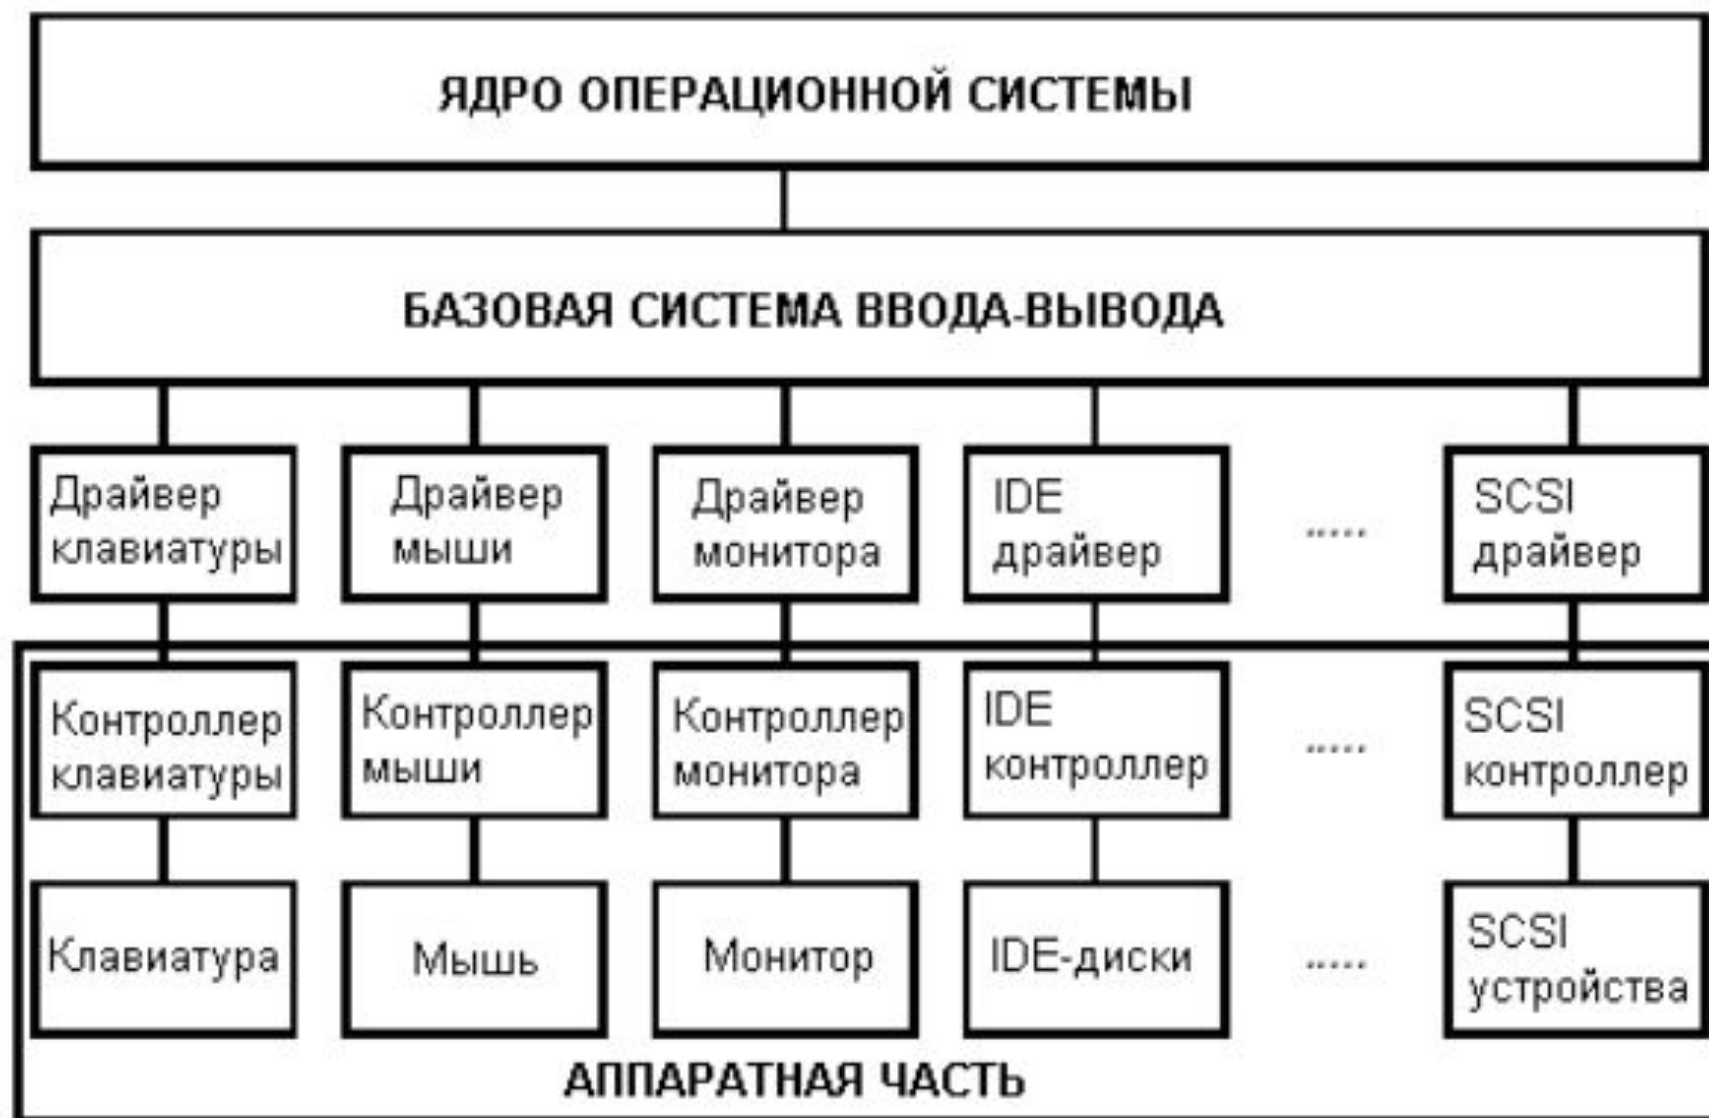 ЯДРО ОПЕРАЦИОННОЙ СИСТЕМЫ
БАЗОВАЯ СИСТЕМА ВВОДА-ВЫВОДА
Драйвер
клавиатуры
Драйвер
мыши
Драйвер
монитора
IDE
драйвер
.....
SCSI
драйвер
Контроллер
клавиатуры
Контроллер
мыши
Контроллер
монитора
IDE
контроллер
.....
SCSI
контроллер
Клавиатура
Мышь
Монитор
IDE-диски
.....
SCSI
устройства
АППАРАТНАЯ ЧАСТЬ